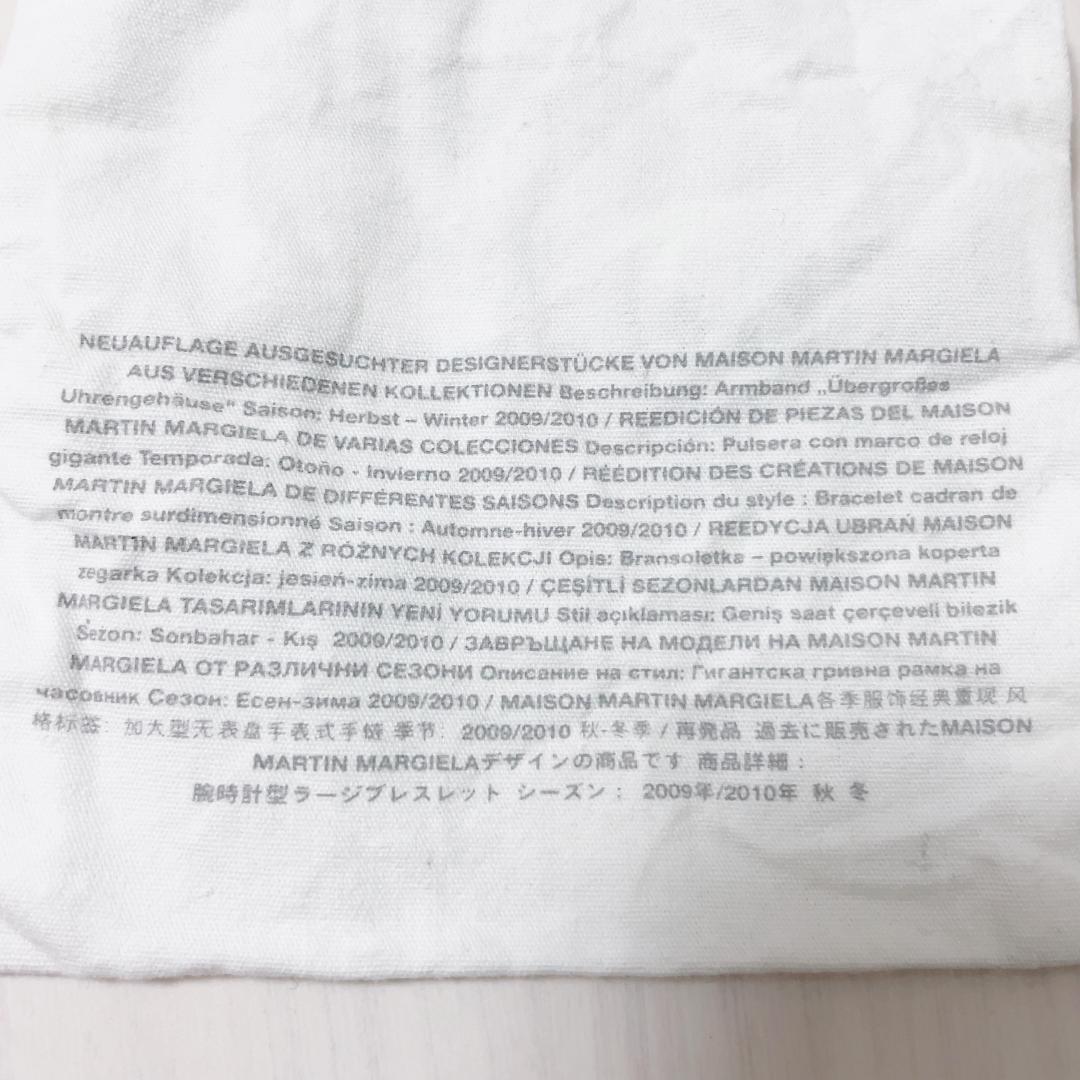 NEUAUFLAGE AUSGESUCHTER DESIGNERSTÜCKE VON MAISON MARTIN MARGIELA
AUS VERSCHIEDENEN KOLLEKTIONEN Beschreibung: Armband „Übergroßes
Uhrengehäuse“ Saison: Herbst – Winter 2009/2010 / REEDICIÓN DE PIEZAS DEL MAISON
MARTIN MARGIELA DE VARIAS COLECCIONES Descripción: Pulsera con marco de reloj
gigante Temporada: Otoño - Invierno 2009/2010 / RÉÉDITION DES CRÉATIONS DE MAISON
MARTIN MARGIELA DE DIFFÉRENTES SAISONS Description du style : Bracelet cadran de
montre surdimensionné Saison : Automne-hiver 2009/2010 / REEDYCJA UBRAŃ MAISON
MARTIN MARGIELA Z RÓŻNYCH KOLEKCJI Opis: Bransoletka – powiększona koperta
zegarka Kolekcja: jesień-zima 2009/2010 / ÇEŞİTLİ SEZONLARDAN MAISON MARTIN
MARGIELA TASARIMLARININ YENİ YORUMU Stil açıklaması: Geniş saat çerçeveli bilezik
Sezon: Sonbahar - Kış 2009/2010 / ЗАВРЪЩАНЕ НА МОДЕЛИ НА MAISON MARTIN
MARGIELA ОТ РАЗЛИЧНИ СЕЗОНИ Описание на стил: Гигантска гривна рамка на
часовник Сезон: Есен-зима 2009/2010 / MAISON MARTIN MARGIELA各季服饰经典重现 风
格标签: 加大型无表盘手表式手链 季节: 2009/2010 秋-冬季 / 再発品 過去に販売されたMAISON
MARTIN MARGIELAデザインの商品です 商品詳細：
腕時計型ラージブレスレット シーズン： 2009年/2010年 秋 冬